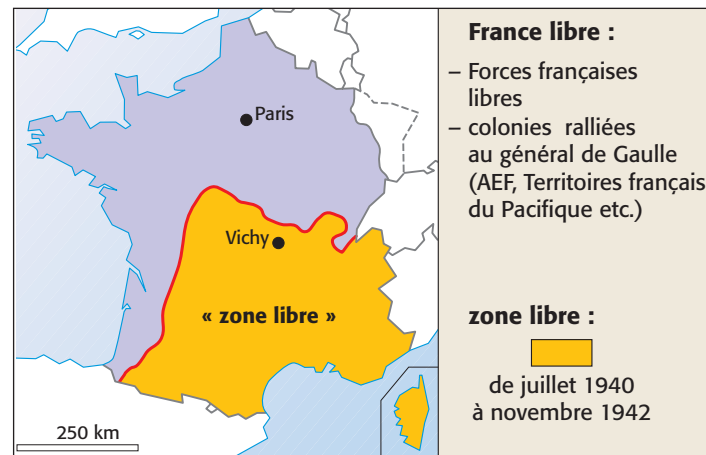 Paris
Vichy
« zone libre »
250 km
France libre :
– Forces françaises
libres
– colonies ralliées
au général de Gaulle
(AEF, Territoires français
du Pacifique etc.)
zone libre :
de juillet 1940
à novembre 1942